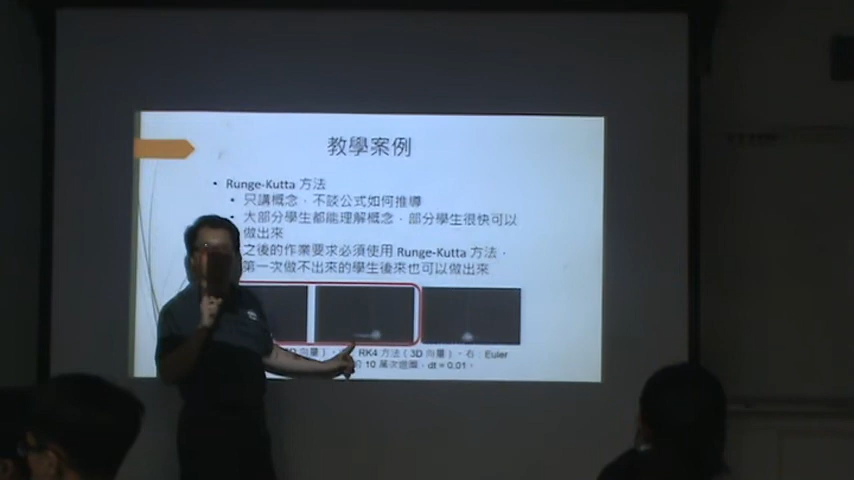 教學案例
• Runge-Kutta 方法
• 只講概念，不談公式如何推導
• 大部分學生都能理解概念，部分學生很快可以
做出來
之後的作業要求必須使用 Runge-Kutta 方法，
第一次做不出來的學生後來也可以做出來
向量），RK4 方法（3D 向量）。右：Euler
10 萬次迴圈，dt = 0.01。